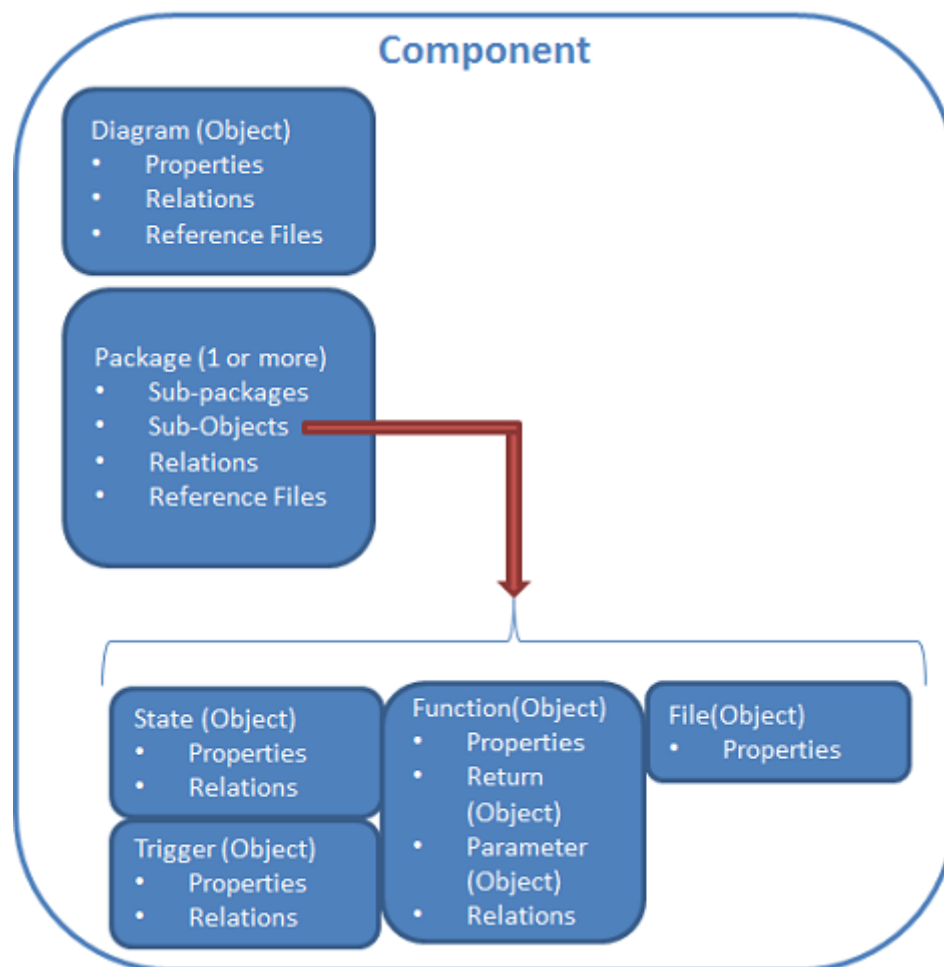 Component
Diagram (Object)
• Properties
• Relations
• Reference Files
Package (1 or more)
• Sub-packages
• Sub-Objects
• Relations
• Reference Files
State (Object)
• Properties
• Relations
Trigger (Object)
• Properties
• Relations
Function(Object)
• Properties
• Return
(Object)
• Parameter
(Object)
• Relations
File(Object)
• Properties